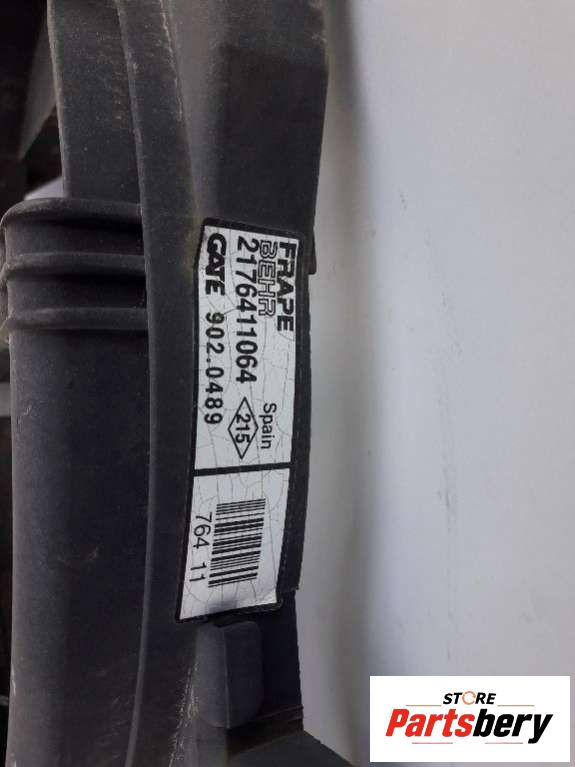 FRAPE
BEHR
2176411064
GATE 902.0489
Spain
215
764 11
STORE
Partsbery